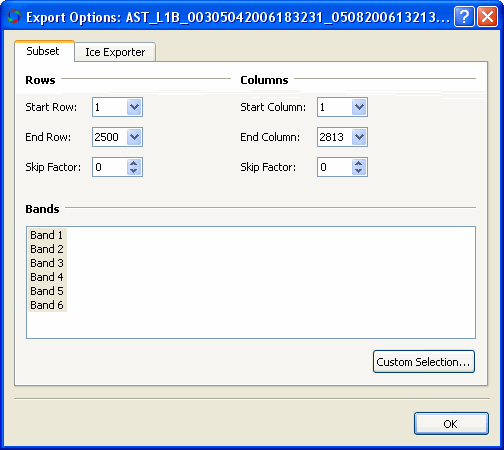 Export Options: AST_L1B_00305042006183231_0508200613213...
Subset Ice Exporter
Rows Columns
Start Row: 1 Start Column: 1
End Row: 2500 End Column: 2813
Skip Factor: 0 Skip Factor: 0
Bands
Band 1
Band 2
Band 3
Band 4
Band 5
Band 6
Custom Selection...
OK